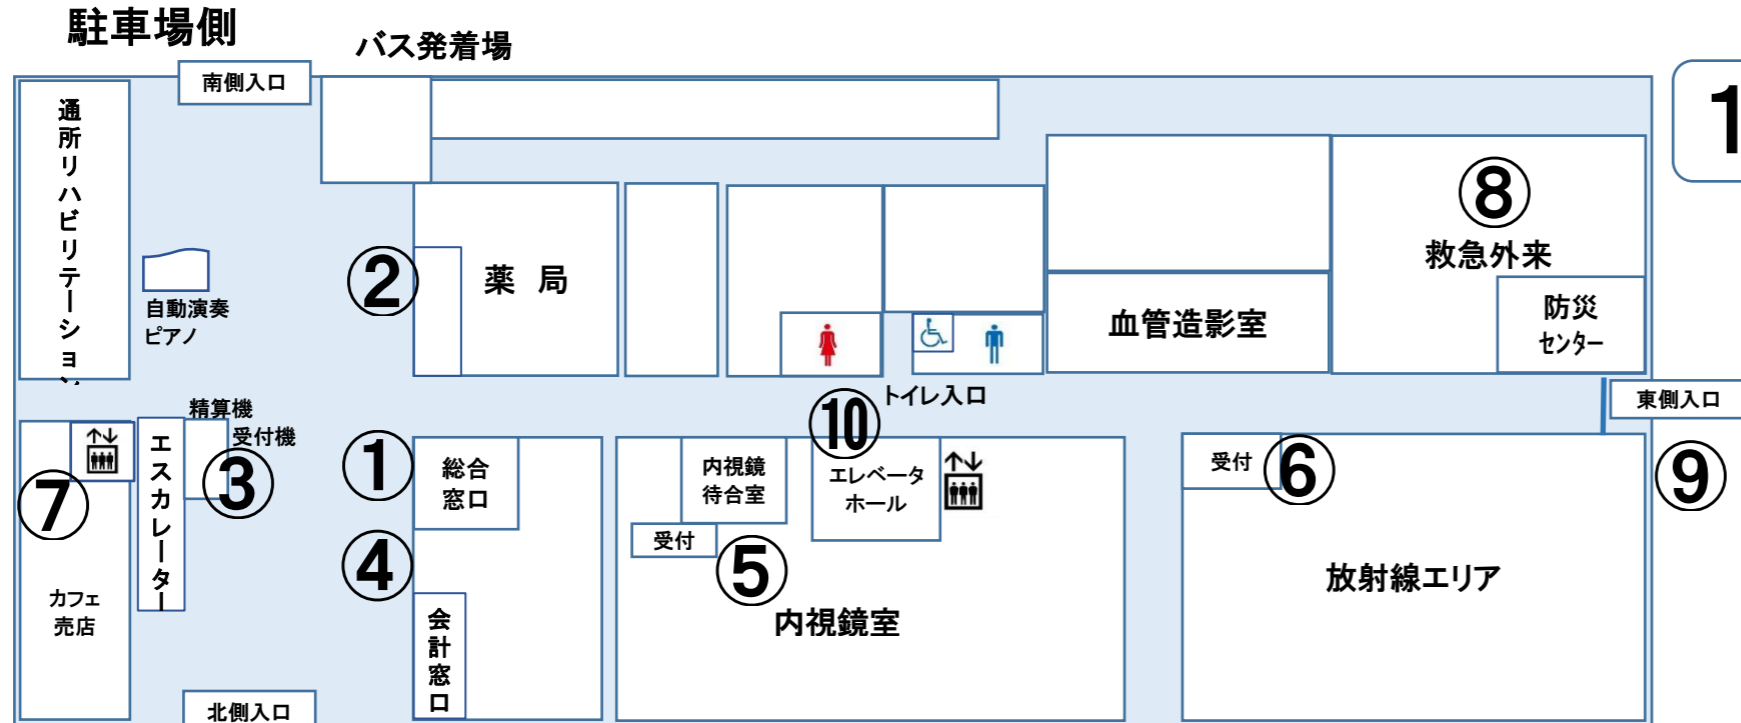 駐車場側
バス発着場
南側入口
1
通所リハビリテーション
⑧
救急外来
②
薬 局
自動演奏
ピアノ
血管造影室
防災
センター
トイレ入口
東側入口
精算機
受付機
エスカレーター
⑩
①
総合
窓口
内視鏡
待合室
エレベータ
ホール
受付
⑥
⑨
⑦
③
受付
④
⑤
放射線エリア
カフェ
売店
会計窓口
内視鏡室
北側入口